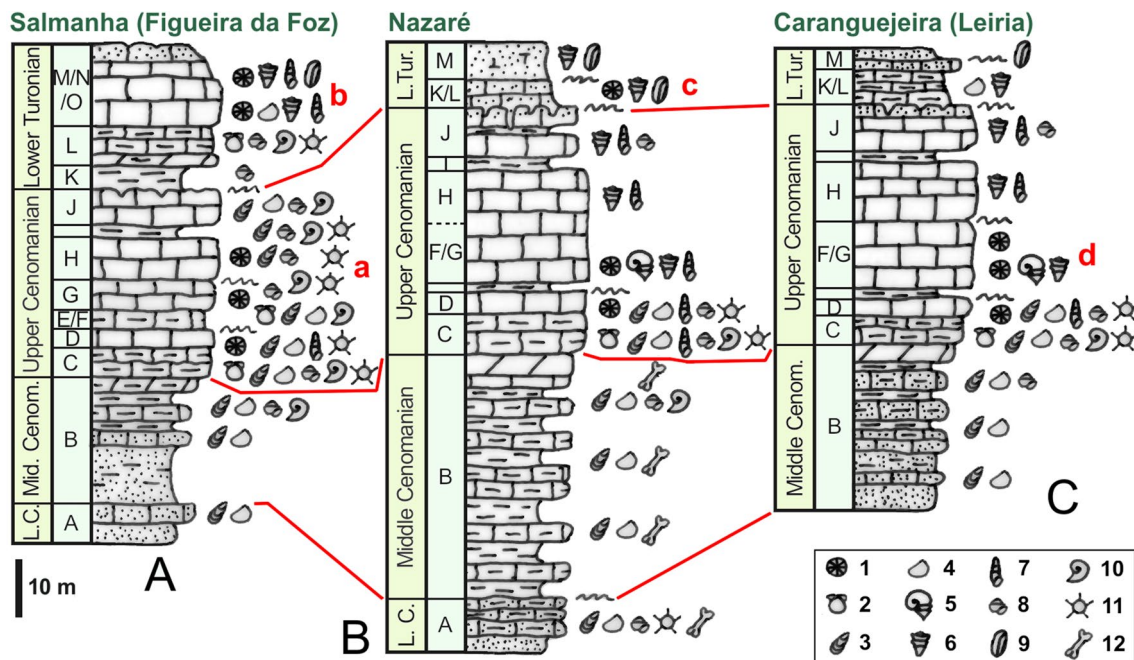 Salmanha (Figueira da Foz)
Nazaré
Caranguejeira (Leiria)
Lower Turonian
Upper Cenomanian
Mid. Cenom.
L.C.
M/N
/O
L
K
J
H
G
E/F
D
C
B
A
b
a
10 m
A
L. Tur.
Upper Cenomanian
Middle Cenomanian
L. C.
M
K/L
J
I
H
F/G
D
C
B
A
c
B
L. Tur.
Upper Cenomanian
Middle Cenom.
M
K/L
J
H
F/G
D
C
B
d
C
1 4 7 10
2 5 8 11
3 6 9 12